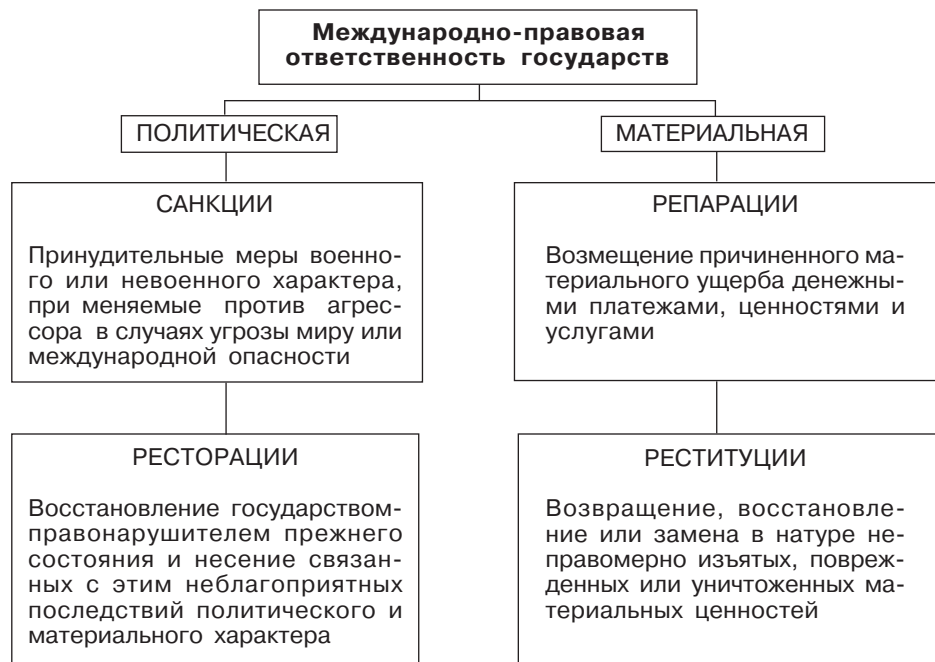 Международно-правовая
ответственность государств
ПОЛИТИЧЕСКАЯ
МАТЕРИАЛЬНАЯ
САНКЦИИ
Принудительные меры военно-
го или невоенного характера,
при меняемые против агрес-
сора в случаях угрозы миру или
международной опасности
РЕПАРАЦИИ
Возмещение причиненного ма-
териального ущерба денежны-
ми платежами, ценностями и
услугами
РЕСТОРАЦИИ
Восстановление государством-
правонарушителем прежнего
состояния и несение связан-
ных с этим неблагоприятных
последствий политического и
материального характера
РЕСТИТУЦИИ
Возвращение, восстановле-
ние или замена в натуре не-
правомерно изъятых, повреж-
денных или уничтоженных ма-
териальных ценностей